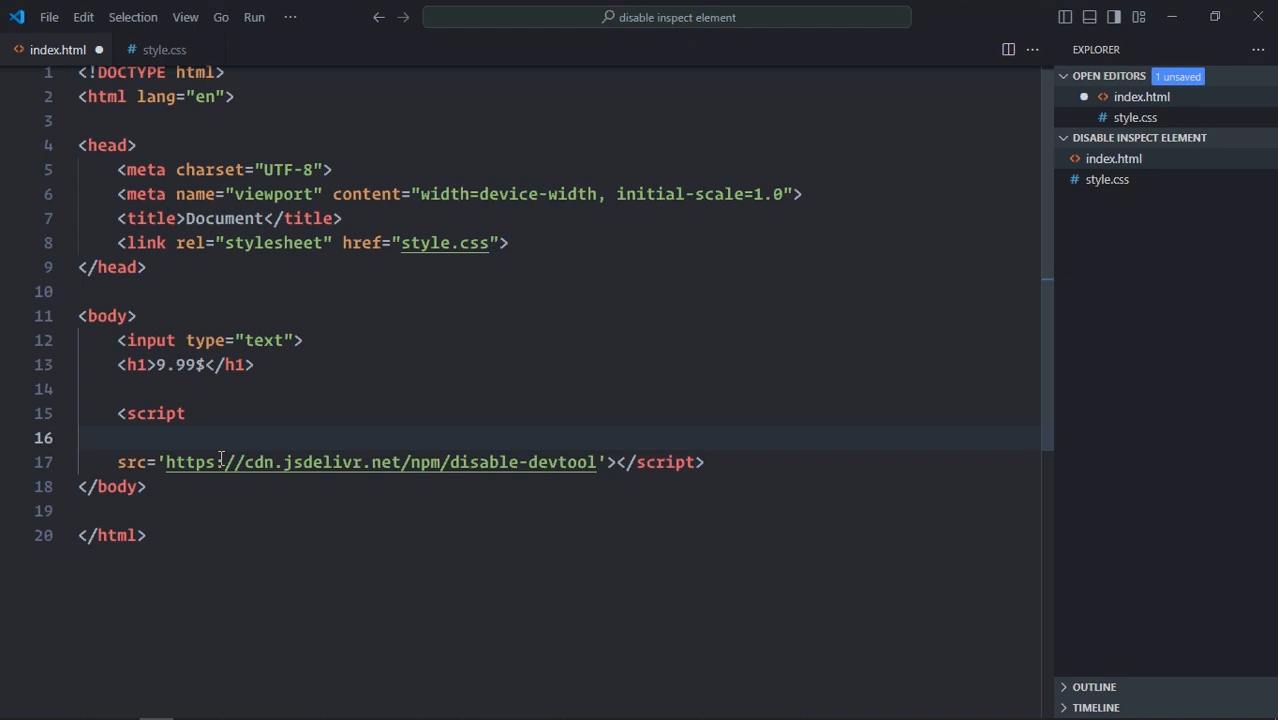 File Edit Selection View Go Run ··· disable inspect element
index.html style.css
EXPLORER
OPEN EDITORS 1 unsaved
index.html
style.css
DISABLE INSPECT ELEMENT
index.html
style.css
OUTLINE
TIMELINE
1 <!DOCTYPE html>
2 <html lang="en">
3
4 <head>
5 <meta charset="UTF-8">
6 <meta name="viewport" content="width=device-width, initial-scale=1.0">
7 <title>Document</title>
8 <link rel="stylesheet" href="style.css">
9 </head>
10
11 <body>
12 <input type="text">
13 <h1>9.99$</h1>
14
15 <script
16
17 src='https://cdn.jsdelivr.net/npm/disable-devtool'></script>
18 </body>
19
20 </html>